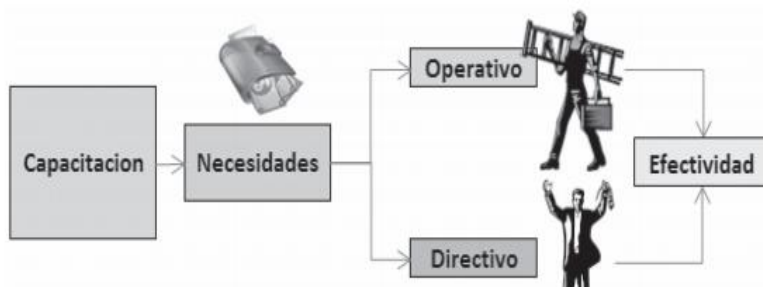 Capacitacion
Necesidades
Operativo
Directivo
Efectividad